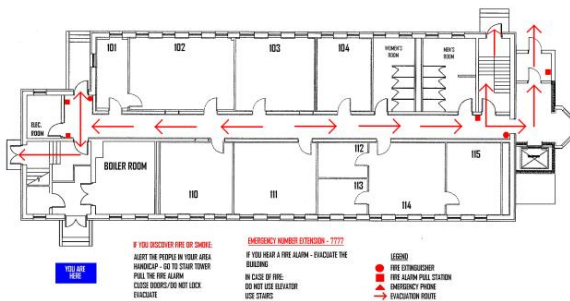 101
102
103
104
WOMEN'S
ROOM
MEN'S
ROOM
ELEC.
ROOM
BOILER ROOM
110
111
112
113
114
115
YOU ARE
HERE
IF YOU DISCOVER FIRE OR SMOKE:
ALERT THE PEOPLE IN YOUR AREA
HANDICAP - GO TO STAIR TOWER
PULL THE FIRE ALARM
CLOSE DOORS/DO NOT LOCK
EVACUATE
EMERGENCY NUMBER EXTENSION - 7777
IF YOU HEAR A FIRE ALARM - EVACUATE THE
BUILDING
IN CASE OF FIRE:
DO NOT USE ELEVATOR
USE STAIRS
LEGEND
FIRE EXTINGUISHER
FIRE ALARM PULL STATION
EMERGENCY PHONE
EVACUATION ROUTE